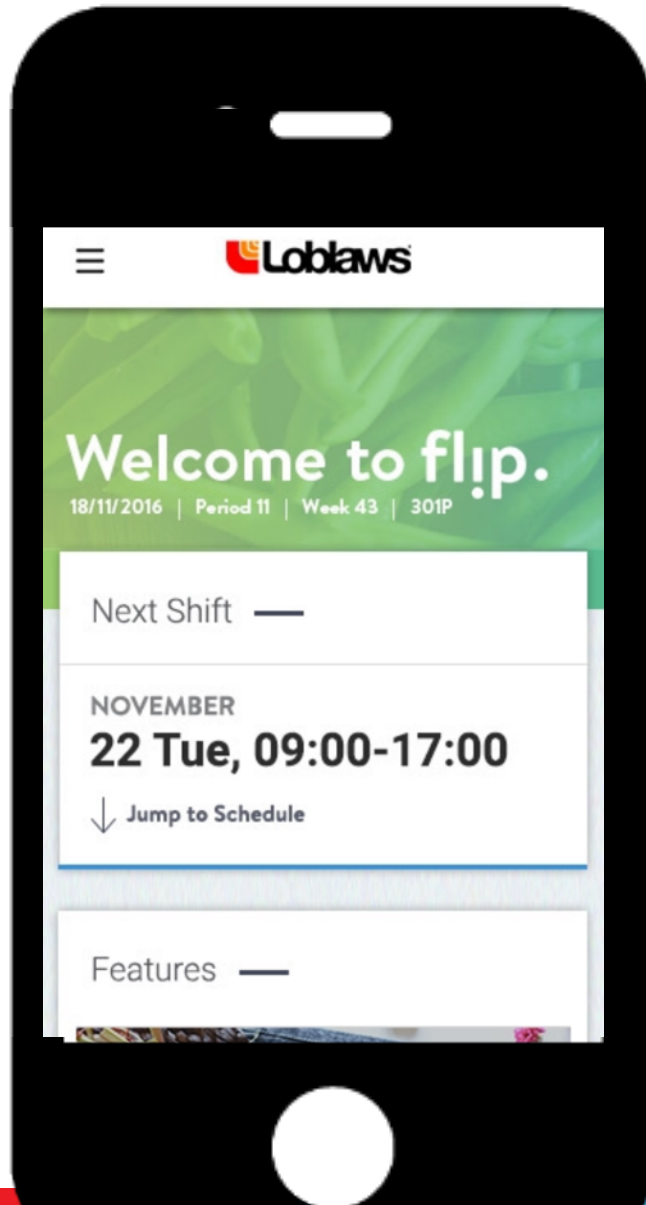 Loblaws
Welcome to flip.
18/11/2016 | Period 11 | Week 43 | 301P
Next Shift
NOVEMBER
22 Tue, 09:00-17:00
Jump to Schedule
Features